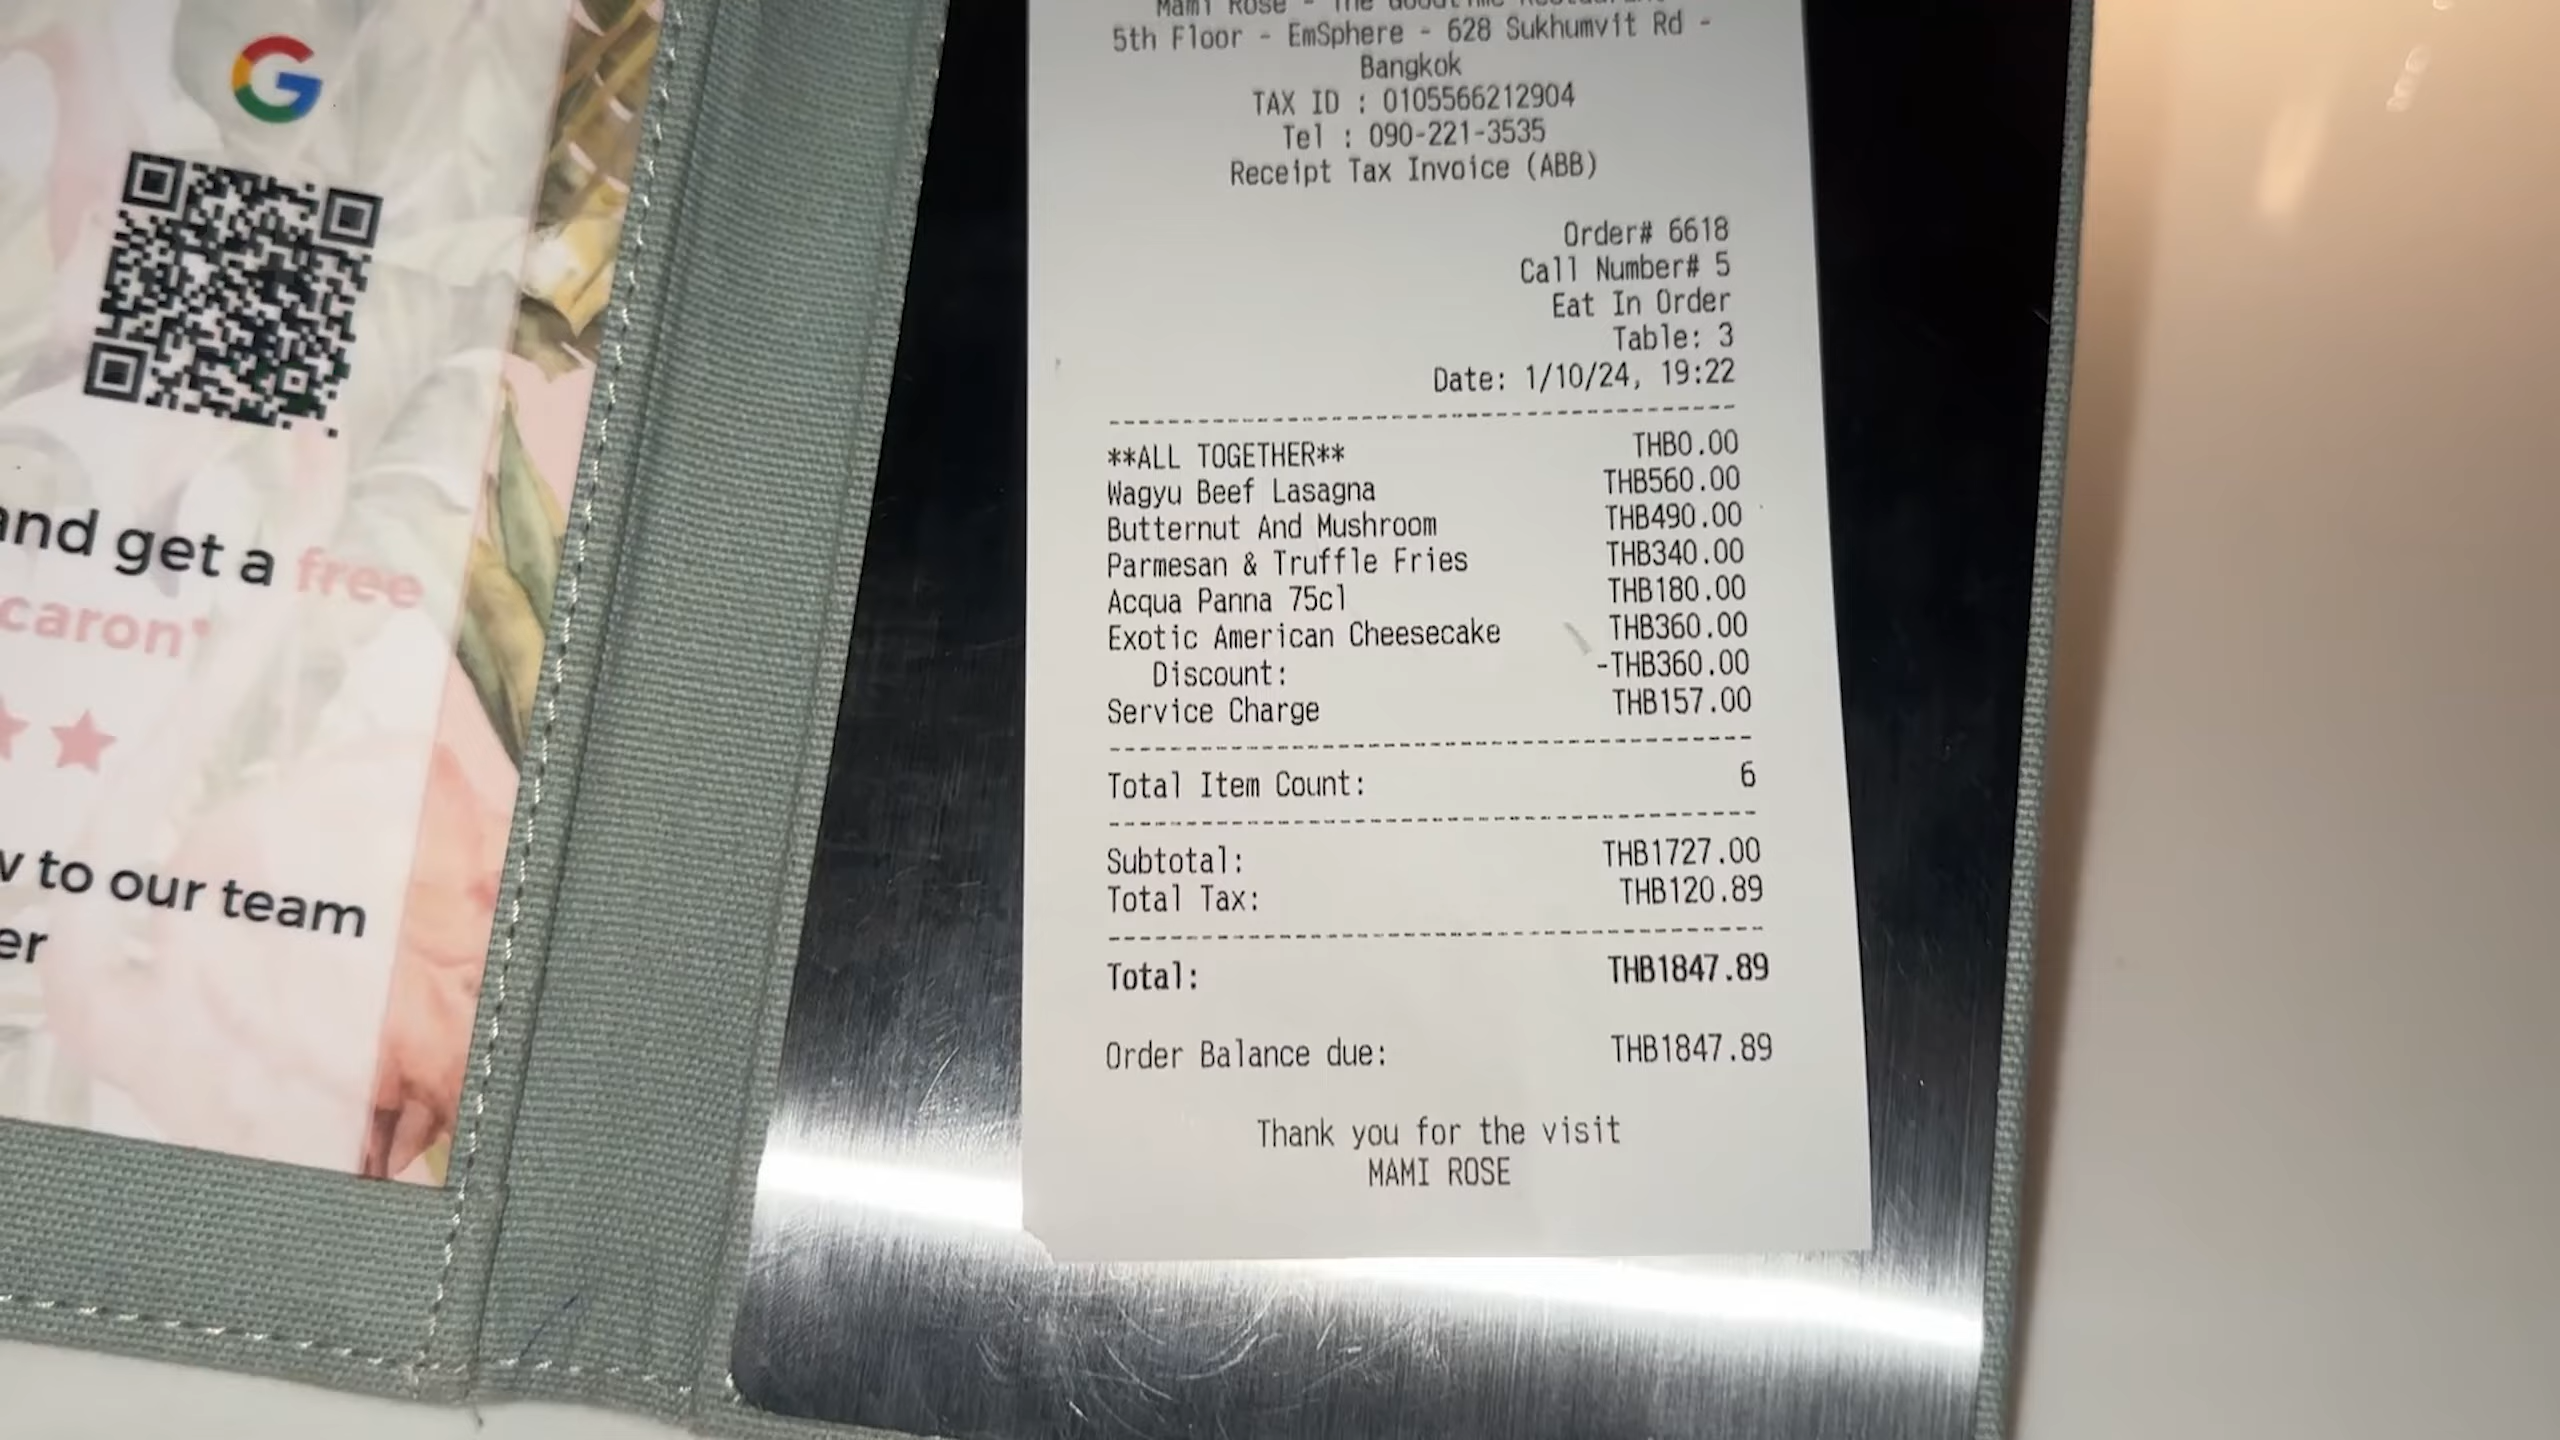 G
and get a free
caron*
to our team
er
Mami Rose - The Goodtime Restaurant
5th Floor - EmSphere - 628 Sukhumvit Rd -
Bangkok
TAX ID : 0105566212904
Tel : 090-221-3535
Receipt Tax Invoice (ABB)
Order# 6618
Call Number# 5
Eat In Order
Table: 3
Date: 1/10/24, 19:22
**ALL TOGETHER** THB0.00
Wagyu Beef Lasagna THB560.00
Butternut And Mushroom THB490.00
Parmesan & Truffle Fries THB340.00
Acqua Panna 75cl THB180.00
Exotic American Cheesecake THB360.00
Discount: -THB360.00
Service Charge THB157.00
Total Item Count: 6
Subtotal: THB1727.00
Total Tax: THB120.89
Total: THB1847.89
Order Balance due: THB1847.89
Thank you for the visit
MAMI ROSE